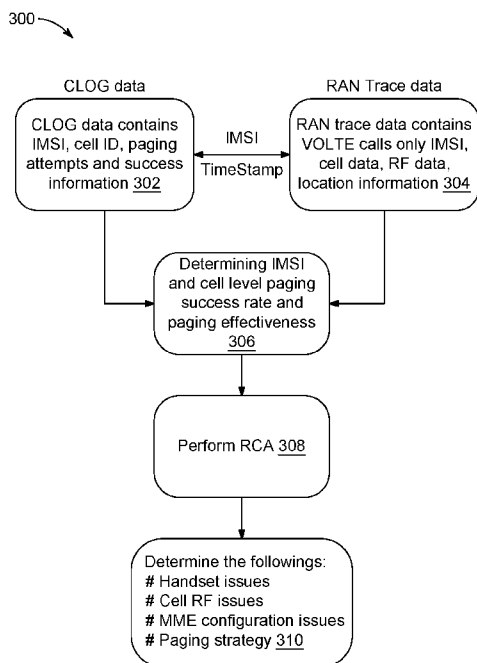 300
CLOG data
RAN Trace data
CLOG data contains
IMSI, cell ID, paging
attempts and success
information 302
IMSI
TimeStamp
RAN trace data contains
VOLTE calls only IMSI,
cell data, RF data,
location information 304
Determining IMSI
and cell level paging
success rate and
paging effectiveness
306
Perform RCA 308
Determine the followings:
# Handset issues
# Cell RF issues
# MME configuration issues
# Paging strategy 310